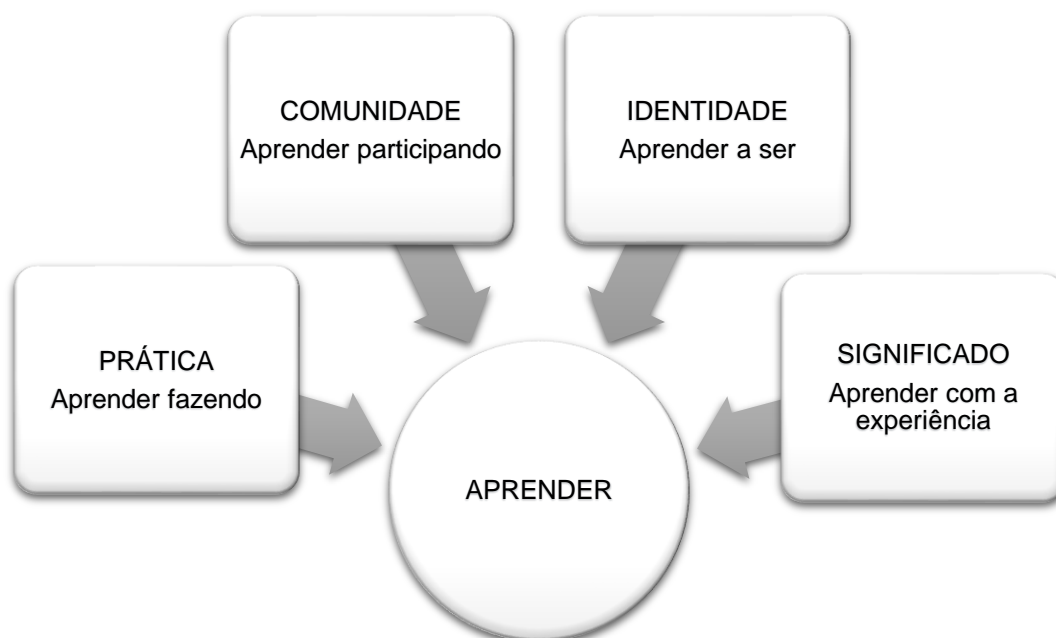 COMUNIDADE
Aprender participando
IDENTIDADE
Aprender a ser
PRÁTICA
Aprender fazendo
SIGNIFICADO
Aprender com a
experiência
APRENDER